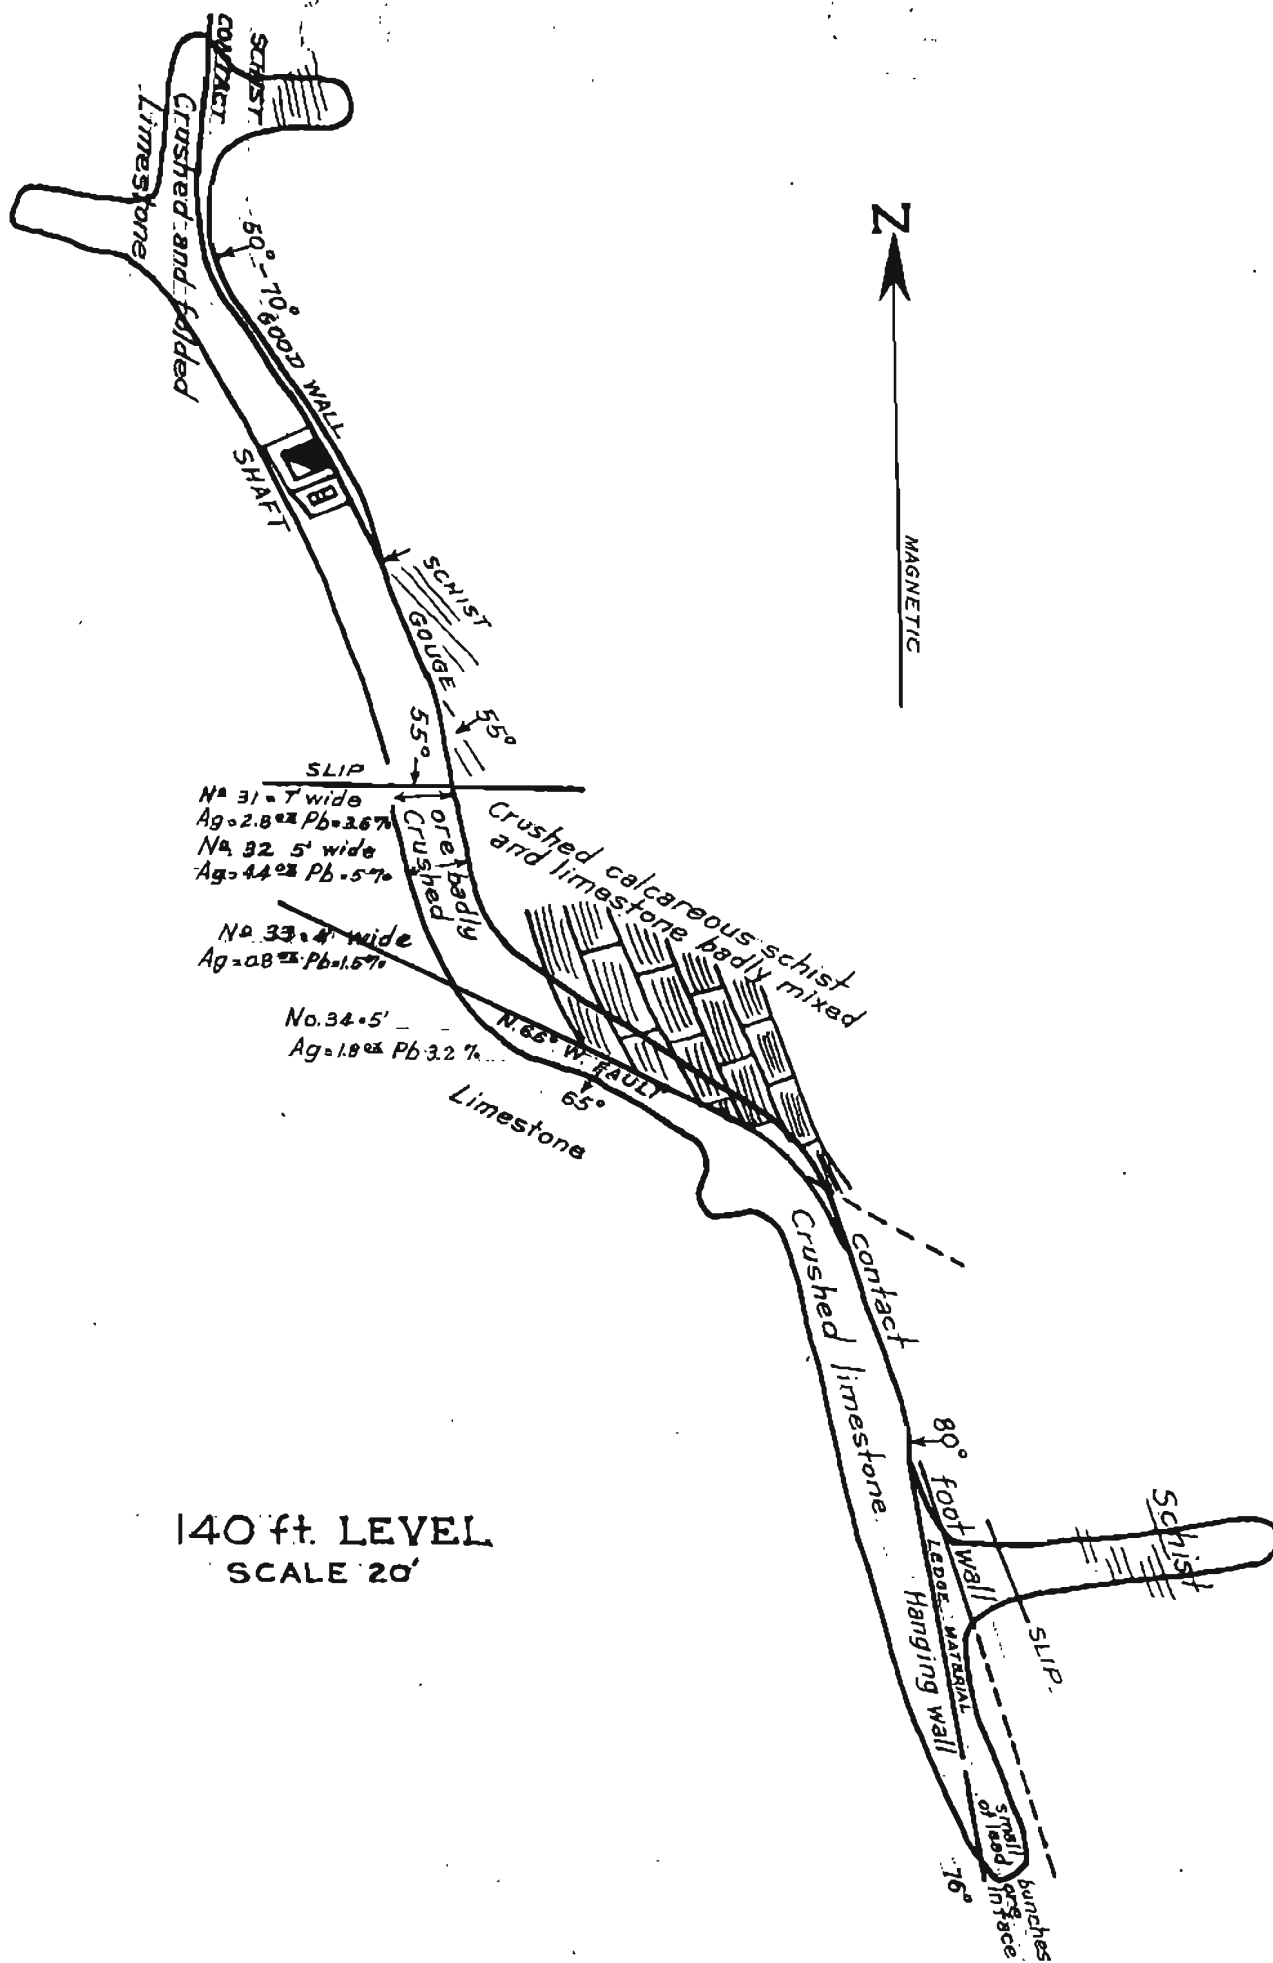 SCHIST
CONTACT
Crushed and folded
Limestone
50° - 70°
GOOD WALL
SHAFT
N
MAGNETIC
SCHIST
GOUGE
55°
55°
SLIP
No 31 = 7' wide
Ag = 2.8 oz Pb = 3.6%
No. 32 5' wide
Ag = 4.4 oz Pb = 5%
No 33 = 4' wide
Ag = 0.8 oz Pb = 1.5%
No. 34 = 5'
Ag = 1.8 oz Pb 3.2%
ore badly
Crushed
Crushed calcareous schist
and limestone badly mixed
N. 66° W. FAULT
65°
Limestone
contact
Crushed limestone
80°
foot wall
LEDGE MATERIAL
Hanging wall
Schist
SLIP
small bunches
of lead ore
in face
76°
140 ft. LEVEL
SCALE 20'